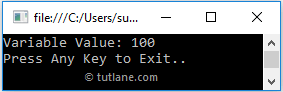 file:///C:/Users/su...
Variable Value: 100
Press Any Key to Exit..
© tutlane.com